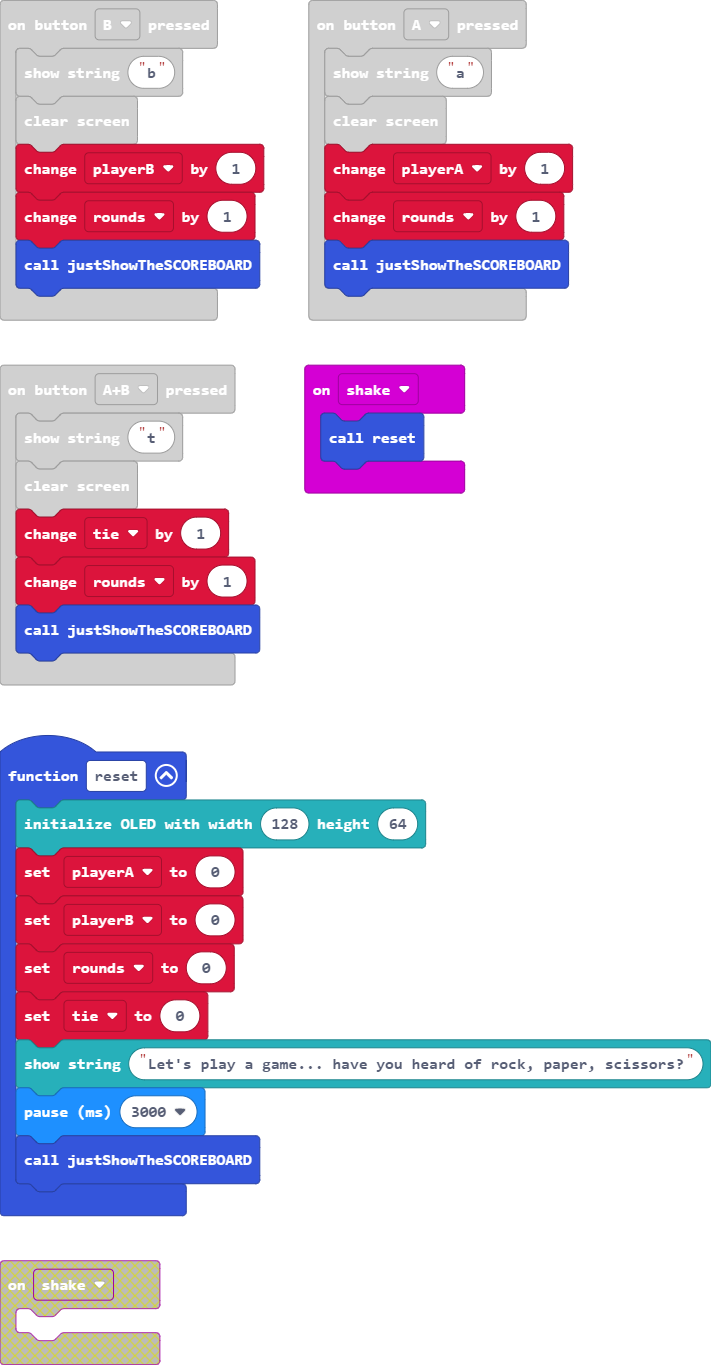 on button B pressed
show string "b"
clear screen
change playerB by 1
change rounds by 1
call justShowTheSCOREBOARD
on button A pressed
show string "a"
clear screen
change playerA by 1
change rounds by 1
call justShowTheSCOREBOARD
on button A+B pressed
show string "t"
clear screen
change tie by 1
change rounds by 1
call justShowTheSCOREBOARD
on shake
call reset
function reset
initialize OLED with width 128 height 64
set playerA to 0
set playerB to 0
set rounds to 0
set tie to 0
show string "Let's play a game... have you heard of rock, paper, scissors?"
pause (ms) 3000
call justShowTheSCOREBOARD
on shake